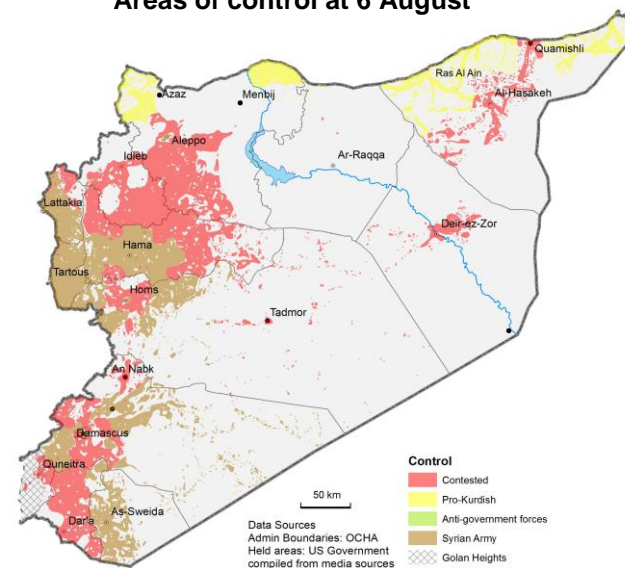 Areas of control at 6 August
Quamishli
Ras Al Ain
Azaz
Menbij
Al-Hasakeh
Aleppo
Idleb
Ar-Raqqa
Lattakia
Deir-ez-Zor
Hama
Tartous
Homs
Tadmor
An Nabk
Damascus
Quneitra
As-Sweida
Dar'a
50 km
Data Sources
Admin Boundaries: OCHA
Held areas: US Government
compiled from media sources
Control
Contested
Pro-Kurdish
Anti-government forces
Syrian Army
Golan Heights